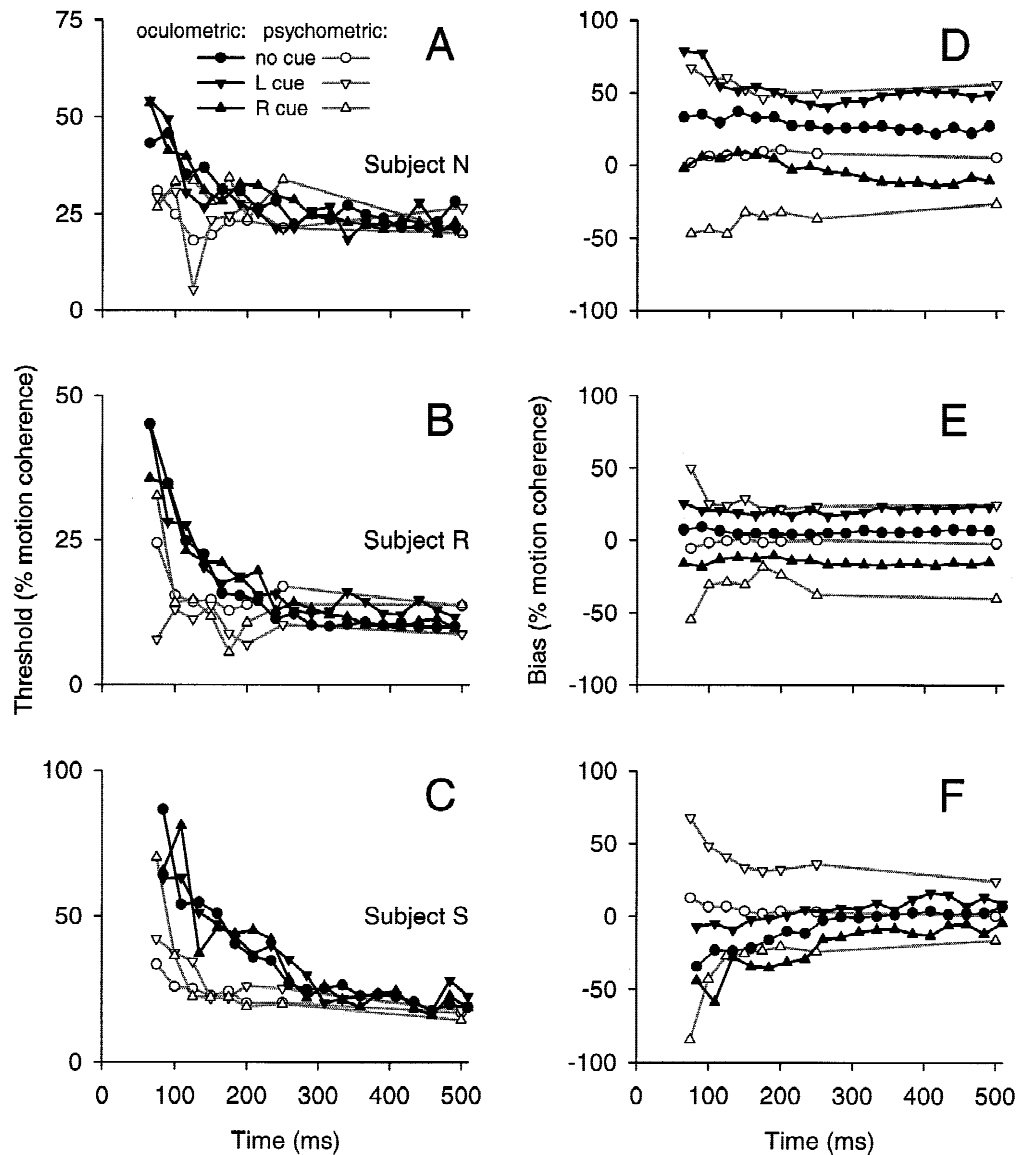 75
50
25
0
oculometric: psychometric:
no cue
L cue
R cue
A
Subject N
100
50
0
-50
-100
D
50
25
0
B
Subject R
Threshold (% motion coherence)
100
50
0
-50
-100
E
Bias (% motion coherence)
100
50
0
C
Subject S
0 100 200 300 400 500
Time (ms)
100
50
0
-50
-100
F
0 100 200 300 400 500
Time (ms)